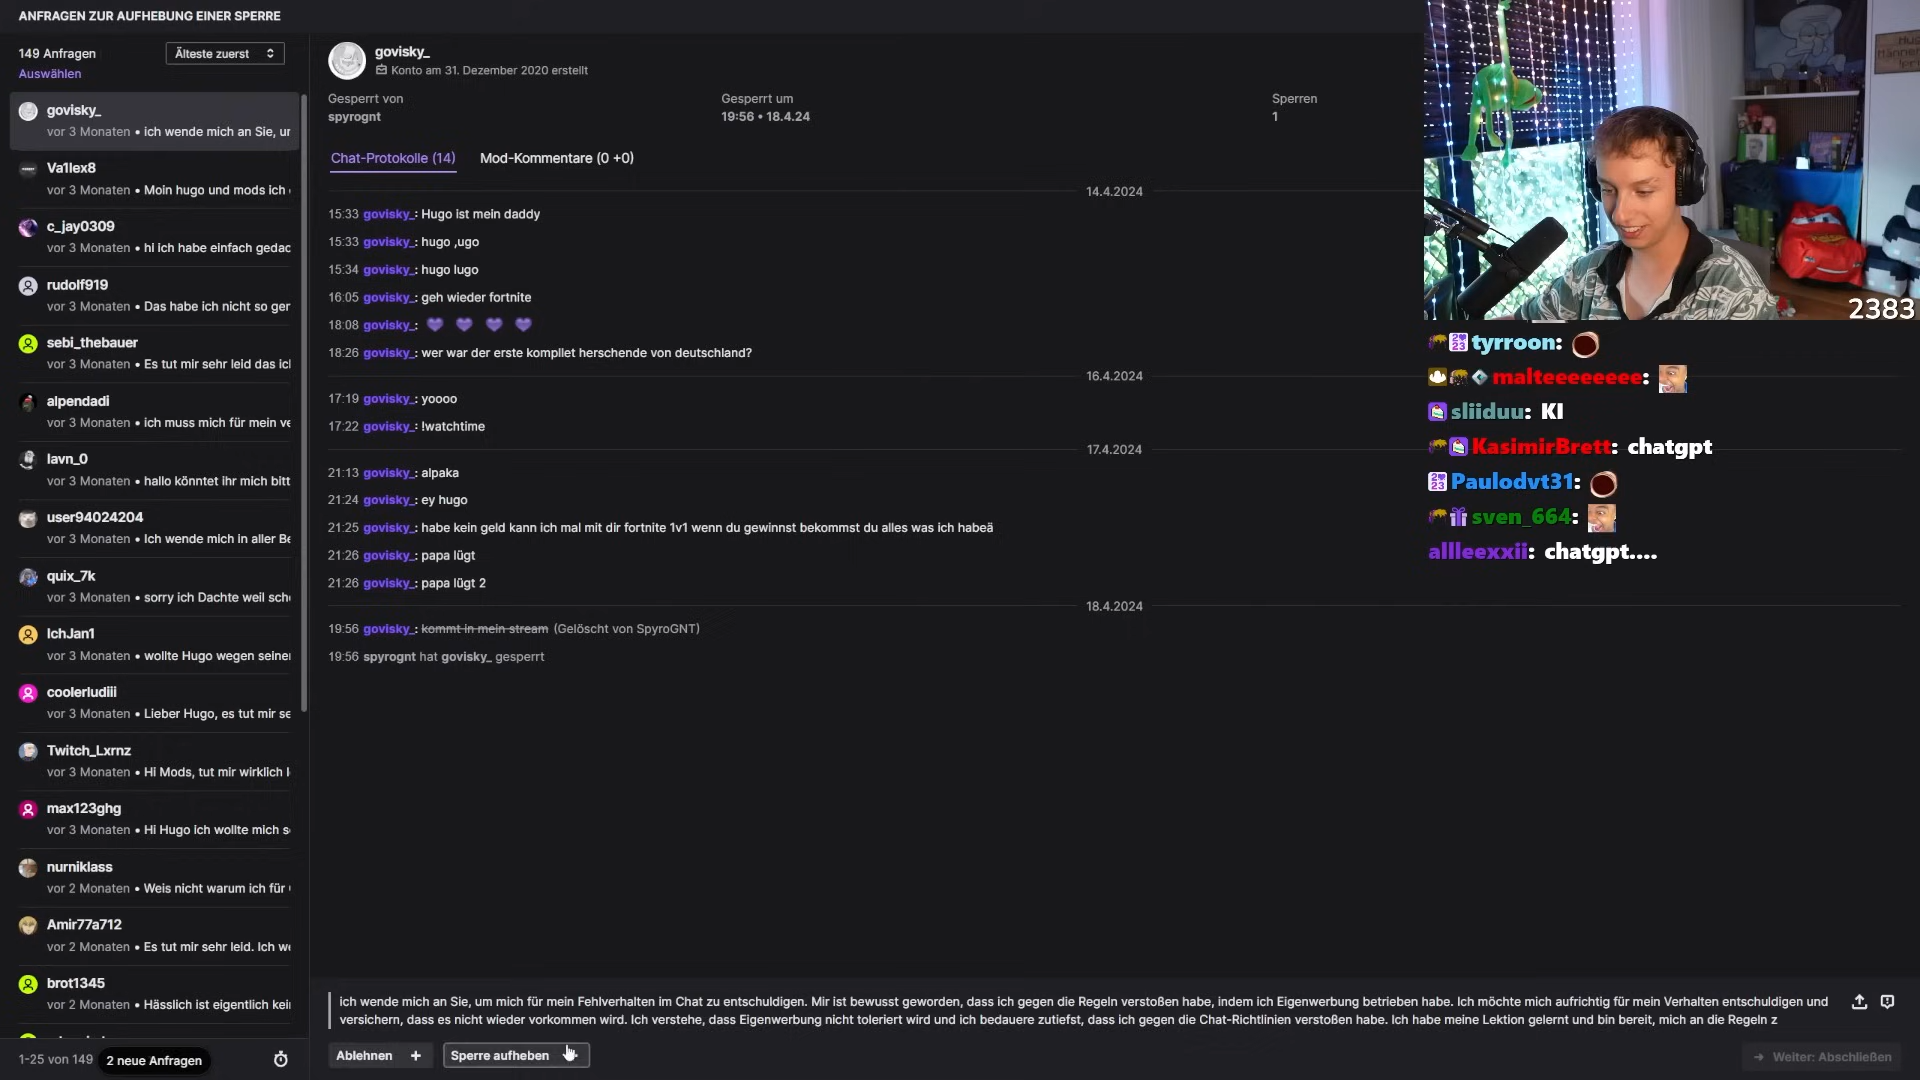 ANFRAGEN ZUR AUFHEBUNG EINER SPERRE
149 Anfragen
Älteste zuerst
Auswählen
govisky_
vor 3 Monaten • ich wende mich an Sie, ur
Va1lex8
vor 3 Monaten • Moin hugo und mods ich
c_jay0309
vor 3 Monaten • hi ich habe einfach gedac
rudolf919
vor 3 Monaten • Das habe ich nicht so ger
sebi_thebauer
vor 3 Monaten • Es tut mir sehr leid das icl
alpendadi
vor 3 Monaten • ich muss mich für mein ve
lavn_0
vor 3 Monaten • hallo könntet ihr mich bitt
user94024204
vor 3 Monaten • Ich wende mich in aller Be
quix_7k
vor 3 Monaten • sorry ich Dachte weil sch
IchJan1
vor 3 Monaten • wollte Hugo wegen seiner
coolerludiii
vor 3 Monaten • Lieber Hugo, es tut mir se
Twitch_Lxrnz
vor 3 Monaten • Hi Mods, tut mir wirklich l
max123ghg
vor 3 Monaten • Hi Hugo ich wollte mich s
nurniklass
vor 2 Monaten • Weis nicht warum ich für
Amir77a712
vor 2 Monaten • Es tut mir sehr leid. Ich we
brot1345
vor 2 Monaten • Hässlich ist eigentlich kei
1-25 von 149
2 neue Anfragen
govisky_
Konto am 31. Dezember 2020 erstellt
Gesperrt von
spyrognt
Gesperrt um
19:56 • 18.4.24
Sperren
1
Chat-Protokolle (14)
Mod-Kommentare (0 +0)
14.4.2024
15:33 govisky_: Hugo ist mein daddy
15:33 govisky_: hugo ,ugo
15:34 govisky_: hugo lugo
16:05 govisky_: geh wieder fortnite
18:08 govisky_:
18:26 govisky_: wer war der erste kompllet herschende von deutschland?
16.4.2024
17:19 govisky_: yoooo
17:22 govisky_: !watchtime
17.4.2024
21:13 govisky_: alpaka
21:24 govisky_: ey hugo
21:25 govisky_: habe kein geld kann ich mal mit dir fortnite 1v1 wenn du gewinnst bekommst du alles was ich habeä
21:26 govisky_: papa lügt
21:26 govisky_: papa lügt 2
18.4.2024
19:56 govisky_: kommt in mein stream (Gelöscht von SpyroGNT)
19:56 spyrognt hat govisky_ gesperrt
ich wende mich an Sie, um mich für mein Fehlverhalten im Chat zu entschuldigen. Mir ist bewusst geworden, dass ich gegen die Regeln verstoßen habe, indem ich Eigenwerbung betrieben habe. Ich möchte mich aufrichtig für mein Verhalten entschuldigen und
versichern, dass es nicht wieder vorkommen wird. Ich verstehe, dass Eigenwerbung nicht toleriert wird und ich bedauere zutiefst, dass ich gegen die Chat-Richtlinien verstoßen habe. Ich habe meine Lektion gelernt und bin bereit, mich an die Regeln z
Ablehnen +
Sperre aufheben
Weiter: Abschließen
2383
tyrroon:
malteeeeeeee:
sliiduu: KI
KasimirBrett: chatgpt
Paulodvt31:
sven_664:
allleexxii: chatgpt....